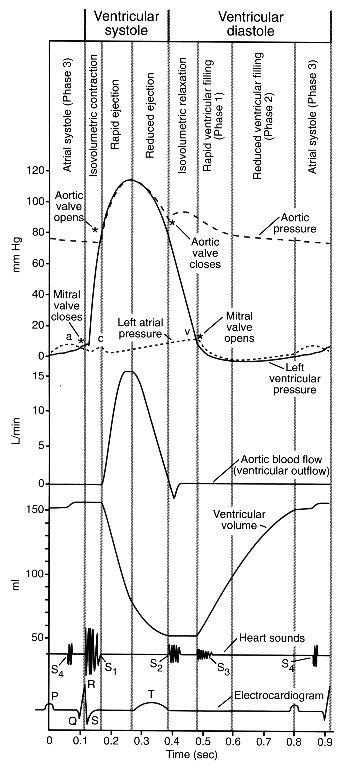 Ventricular
systole
Ventricular
diastole
Atrial systole (Phase 3)
Isovolumetric contraction
Rapid ejection
Reduced ejection
Isovolumetric relaxation
Rapid ventricular filling
(Phase 1)
Reduced ventricular filling
(Phase 2)
Atrial systole (Phase 3)
120
100
80
60
40
20
0
mm Hg
Aortic
valve
opens
*
*
Aortic
valve
closes
Aortic
pressure
Mitral
valve
closes
*
a
c
v
Left atrial
pressure
*
Mitral
valve
opens
Left
ventricular
pressure
15
10
5
0
L/min
Aortic blood flow
(ventricular outflow)
150
100
50
ml
Ventricular
volume
Heart sounds
S4
S1
S2
S3
S4
P
R
Q
S
T
Electrocardiogram
0 0.1 0.2 0.3 0.4 0.5 0.6 0.7 0.8 0.9
Time (sec)